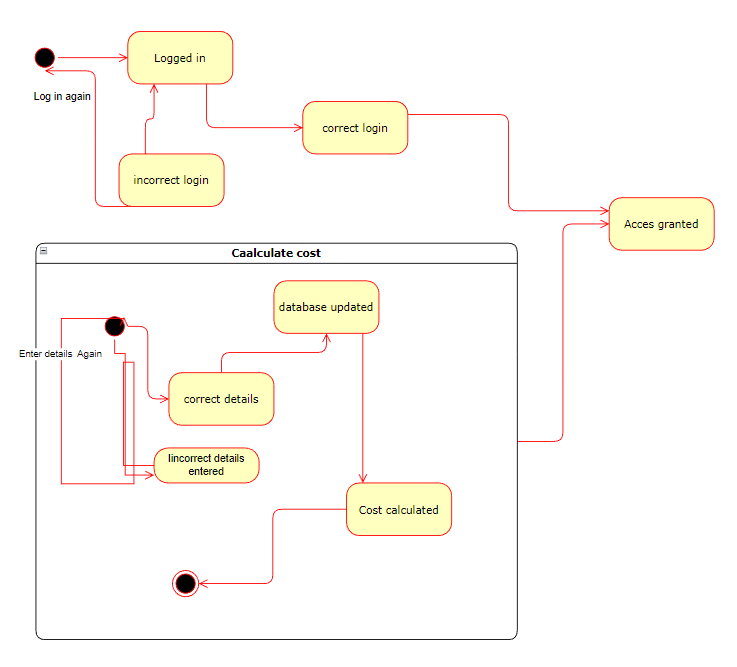 Logged in
Log in again
correct login
incorrect login
Acces granted
Caalculate cost
database updated
Enter details Again
correct details
Iincorrect details
entered
Cost calculated